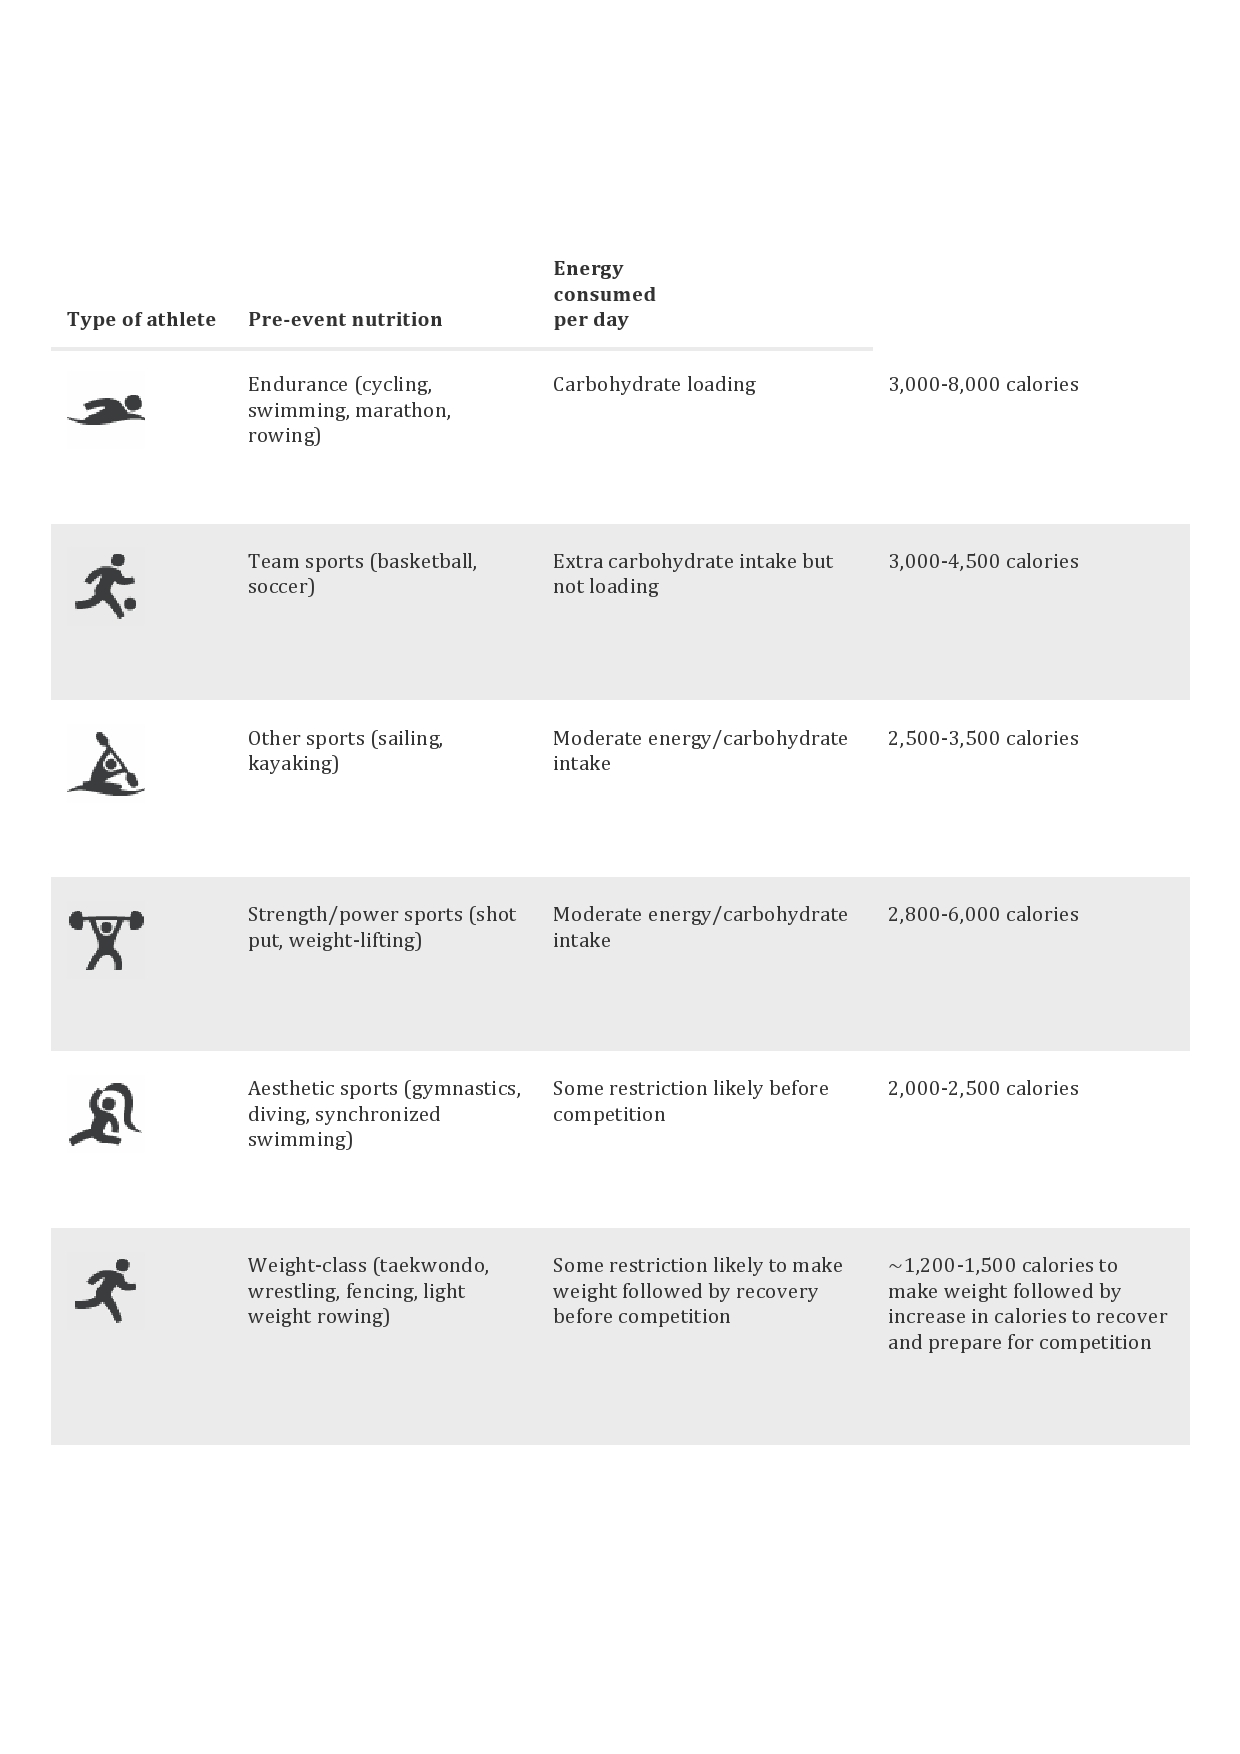 Type of athlete Pre-event nutrition Energy
consumed
per day
Endurance (cycling,
swimming, marathon,
rowing)
Carbohydrate loading
3,000-8,000 calories
Team sports (basketball,
soccer)
Extra carbohydrate intake but
not loading
3,000-4,500 calories
Other sports (sailing,
kayaking)
Moderate energy/carbohydrate
intake
2,500-3,500 calories
Strength/power sports (shot
put, weight-lifting)
Moderate energy/carbohydrate
intake
2,800-6,000 calories
Aesthetic sports (gymnastics,
diving, synchronized
swimming)
Some restriction likely before
competition
2,000-2,500 calories
Weight-class (taekwondo,
wrestling, fencing, light
weight rowing)
Some restriction likely to make
weight followed by recovery
before competition
~1,200-1,500 calories to
make weight followed by
increase in calories to recover
and prepare for competition